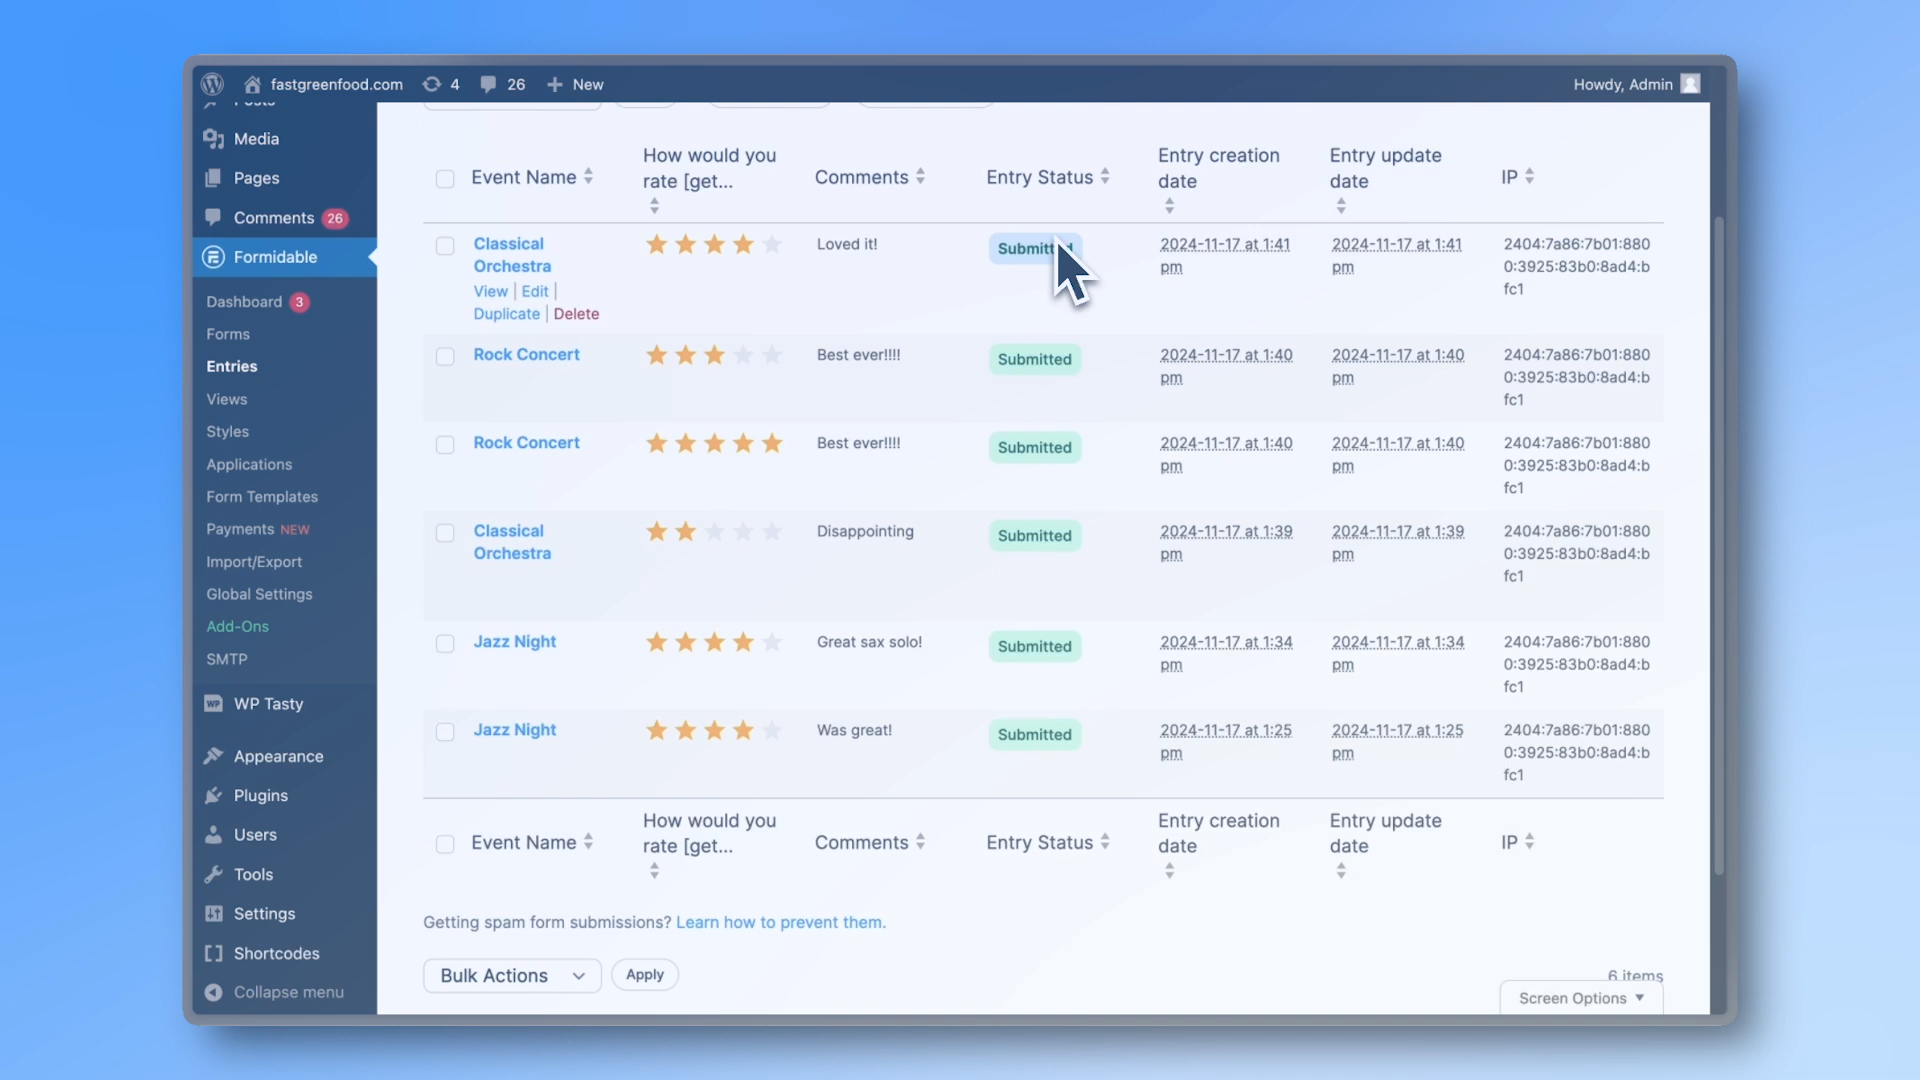 fastgreenfood.com 4 26 New Howdy, Admin
Posts
Media
Pages
Comments 26
Formidable
Dashboard 3
Forms
Entries
Views
Styles
Applications
Form Templates
Payments NEW
Import/Export
Global Settings
Add-Ons
SMTP
WP Tasty
Appearance
Plugins
Users
Tools
Settings
Shortcodes
Collapse menu
Event Name
How would you
rate [get...
Comments
Entry Status
Entry creation
date
Entry update
date
IP
Classical
Orchestra
View | Edit |
Duplicate | Delete
Loved it!
Submitted
2024-11-17 at 1:41
pm
2024-11-17 at 1:41
pm
2404:7a86:7b01:880
0:3925:83b0:8ad4:b
fc1
Rock Concert
Best ever!!!!
Submitted
2024-11-17 at 1:40
pm
2024-11-17 at 1:40
pm
2404:7a86:7b01:880
0:3925:83b0:8ad4:b
fc1
Rock Concert
Best ever!!!!
Submitted
2024-11-17 at 1:40
pm
2024-11-17 at 1:40
pm
2404:7a86:7b01:880
0:3925:83b0:8ad4:b
fc1
Classical
Orchestra
Disappointing
Submitted
2024-11-17 at 1:39
pm
2024-11-17 at 1:39
pm
2404:7a86:7b01:880
0:3925:83b0:8ad4:b
fc1
Jazz Night
Great sax solo!
Submitted
2024-11-17 at 1:34
pm
2024-11-17 at 1:34
pm
2404:7a86:7b01:880
0:3925:83b0:8ad4:b
fc1
Jazz Night
Was great!
Submitted
2024-11-17 at 1:25
pm
2024-11-17 at 1:25
pm
2404:7a86:7b01:880
0:3925:83b0:8ad4:b
fc1
Event Name
How would you
rate [get...
Comments
Entry Status
Entry creation
date
Entry update
date
IP
Getting spam form submissions? Learn how to prevent them.
Bulk Actions
Apply
6 items
Screen Options